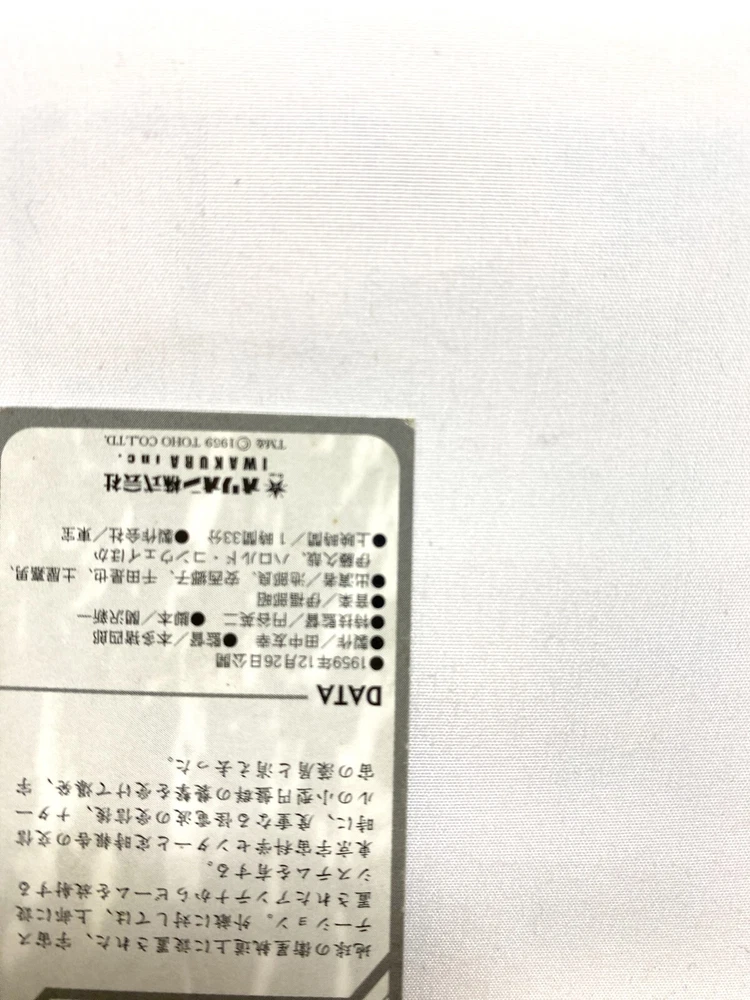 地球の衛星軌道上に設置された、宇宙ス
テーション。外敵に対しては、上部に設
置されたアンテナからビームを放射する
システムを有する。
東京宇宙科学センターと定時報告の交信
時に、度重なる怪電波の受信後、ナター
ルの小型円盤群の襲撃を受けて爆発、宇
宙の藻屑と消え去った。
DATA
●1959年12月26日公開
●製作/田中友幸 ●監督/本多猪四郎
●特技監督/円谷英二 ●脚本/関沢新一
●音楽/伊福部昭
●出演者/池部良、安西郷子、千田是也、土屋嘉男、
伊藤久哉、ハロルド・コンウェイほか
●上映時間/1時間33分 ●製作会社/東宝
オリオン株式会社
IWAKURA inc.
TM& ©1959 TOHO CO.,LTD.